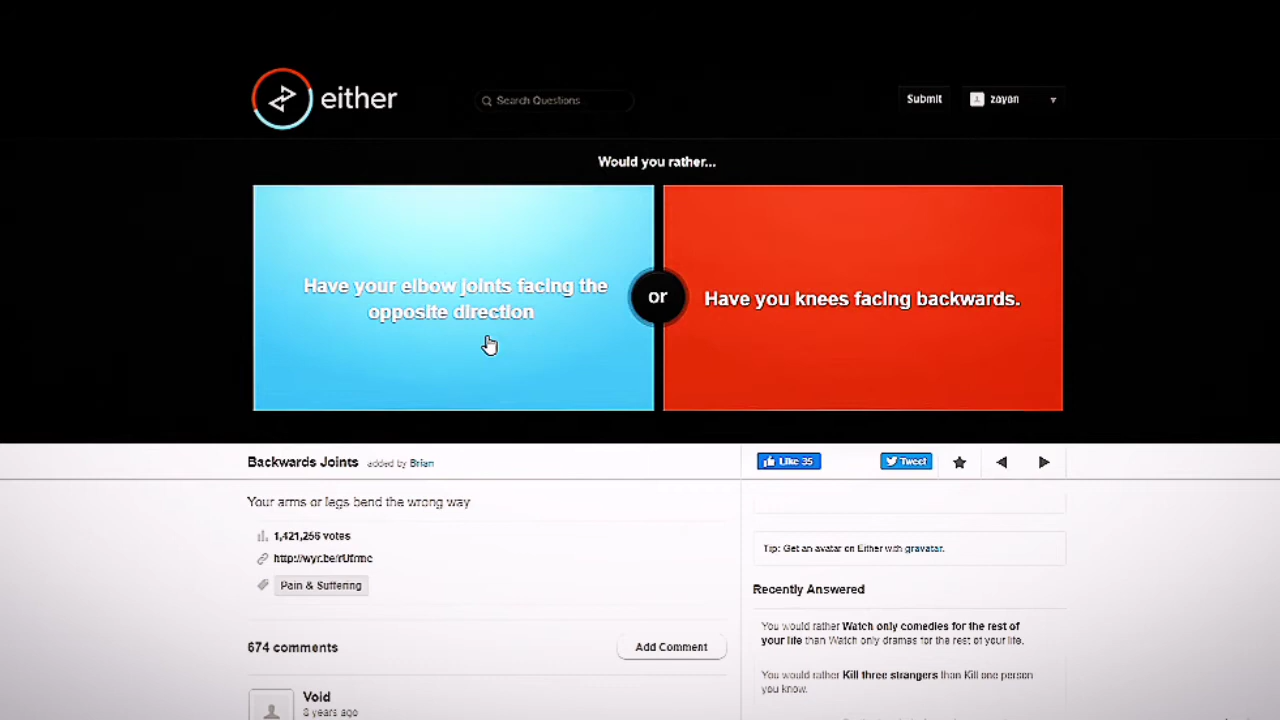 either
Search Questions
Submit
zayan
Would you rather...
Have your elbow joints facing the
opposite direction
or
Have you knees facing backwards.
Backwards Joints added by Brian
Like 35
Tweet
Your arms or legs bend the wrong way
1,421,256 votes
Pain & Suffering
Tip: Get an avatar on Either with gravatar.
Recently Answered
You would rather Watch only comedies for the rest of
your life than Watch only dramas for the rest of your life.
You would rather Kill three strangers than Kill one person
you know.
674 comments
Add Comment
Void
8 years ago